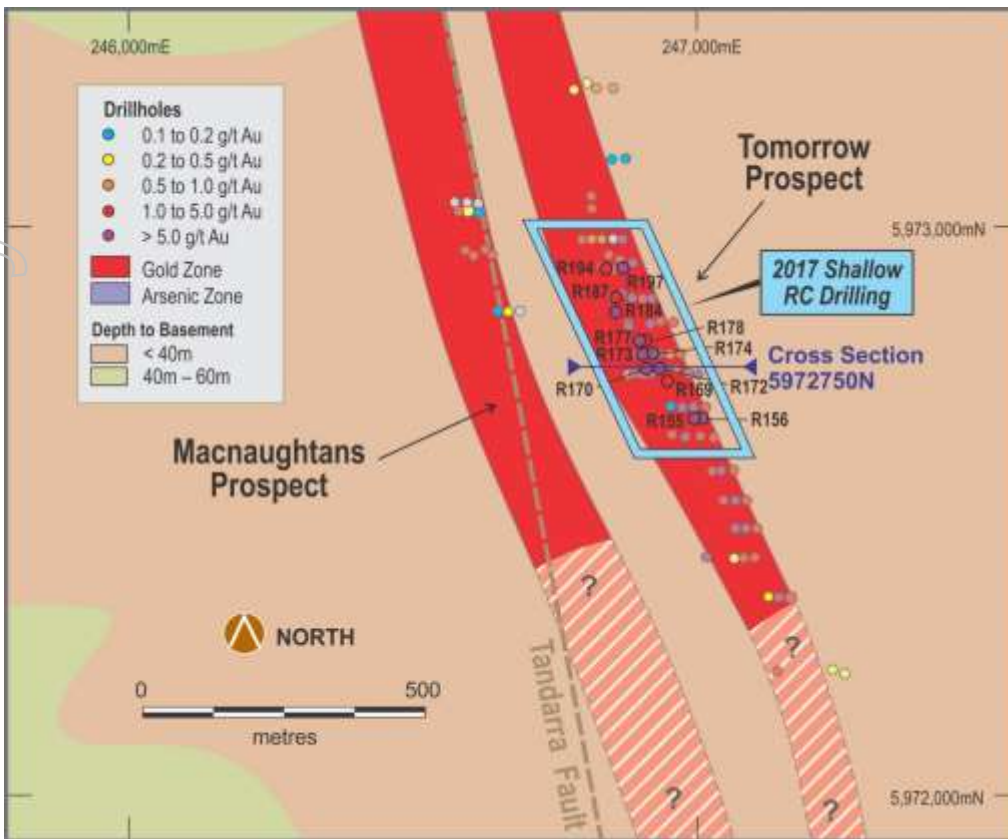 246,000mE
247,000mE
Drillholes
0.1 to 0.2 g/t Au
0.2 to 0.5 g/t Au
0.5 to 1.0 g/t Au
1.0 to 5.0 g/t Au
> 5.0 g/t Au
Gold Zone
Arsenic Zone
Depth to Basement
< 40m
40m – 60m
Tomorrow
Prospect
5,973,000mN
2017 Shallow
RC Drilling
R194
R197
R187
R184
R177
R178
R173
R174
Cross Section
5972750N
R170
R169
R172
R155
R156
Macnaughtans
Prospect
?
?
NORTH
0
500
metres
Tandarra Fault
?
?
5,972,000mN